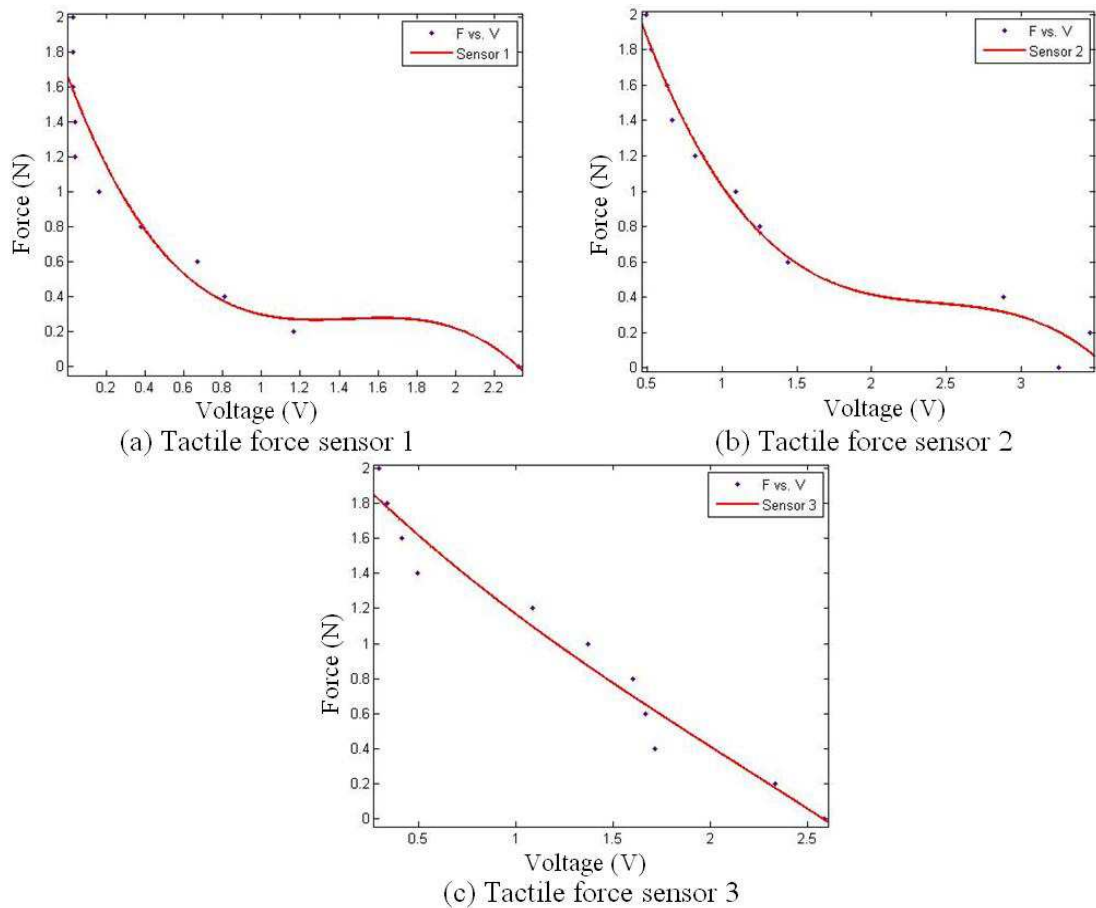 2
1.8
1.6
1.4
1.2
1
0.8
0.6
0.4
0.2
0
Force (N)
F vs. V
Sensor 1
0.2 0.4 0.6 0.8 1 1.2 1.4 1.6 1.8 2 2.2
Voltage (V)
(a) Tactile force sensor 1
2
1.8
1.6
1.4
1.2
1
0.8
0.6
0.4
0.2
0
Force (N)
F vs. V
Sensor 2
0.5 1 1.5 2 2.5 3
Voltage (V)
(b) Tactile force sensor 2
2
1.8
1.6
1.4
1.2
1
0.8
0.6
0.4
0.2
0
Force (N)
F vs. V
Sensor 3
0.5 1 1.5 2 2.5
Voltage (V)
(c) Tactile force sensor 3